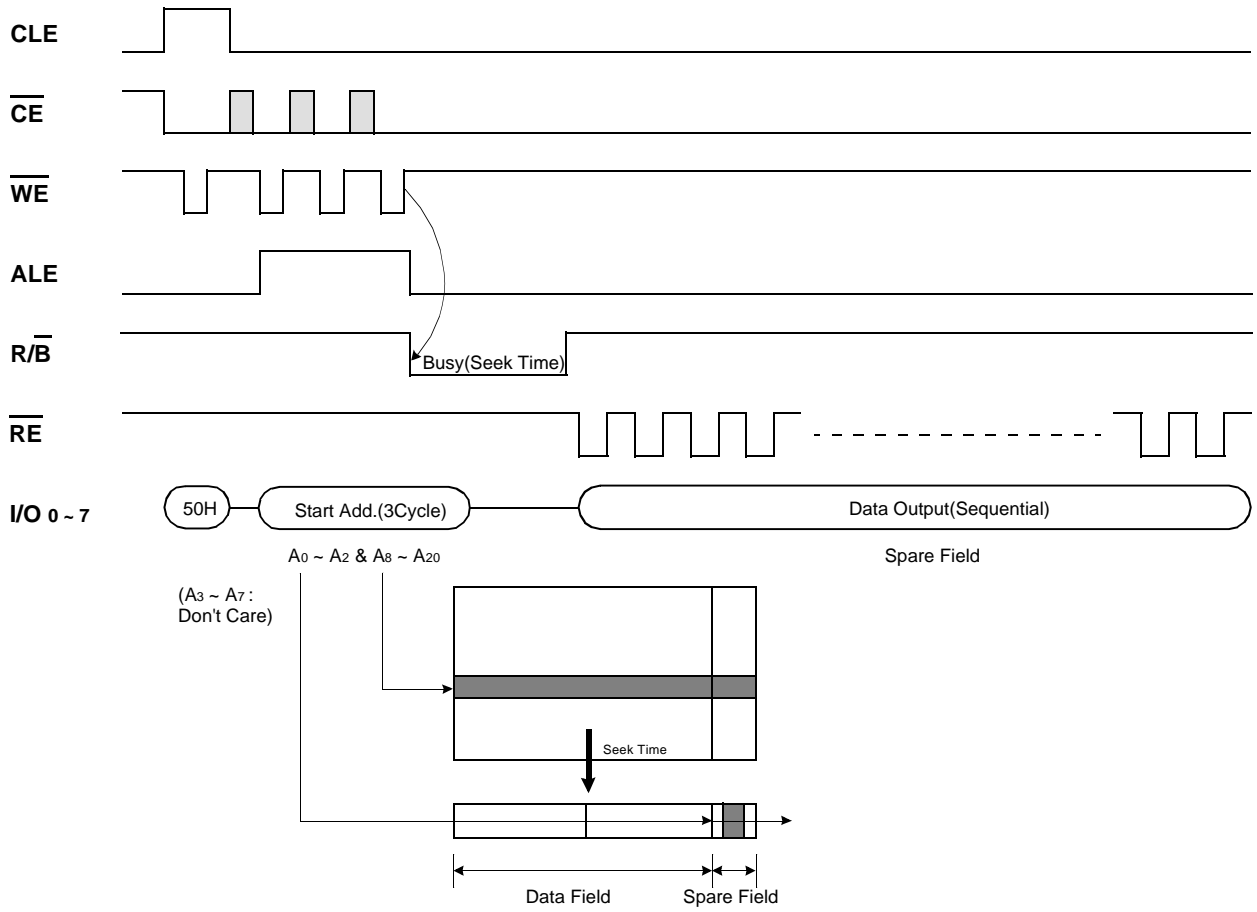 CLE
CE
WE
ALE
R/B
Busy(Seek Time)
RE
I/O 0 ~ 7
50H
Start Add.(3Cycle)
Data Output(Sequential)
A0 ~ A2 & A8 ~ A20
Spare Field
(A3 ~ A7 :
Don't Care)
Seek Time
Data Field
Spare Field